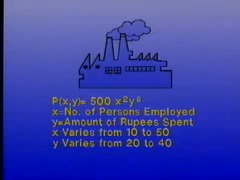 P(x,y)= 500 x²y⁸
x=No. of Persons Employed
y=Amount of Rupees Spent
x Varies from 10 to 50
y Varies from 20 to 40